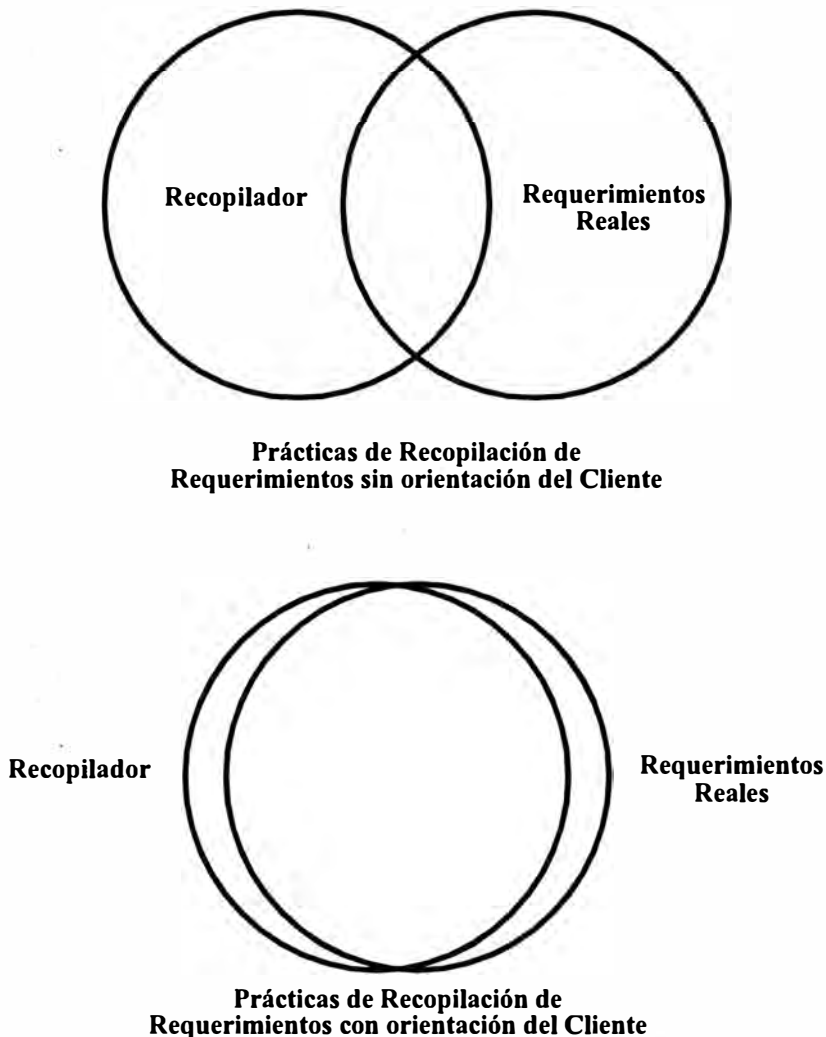 Recopilador
Requerimientos
Reales
Prácticas de Recopilación de
Requerimientos sin orientación del Cliente
Recopilador
Requerimientos
Reales
Prácticas de Recopilación de
Requerimientos con orientación del Cliente